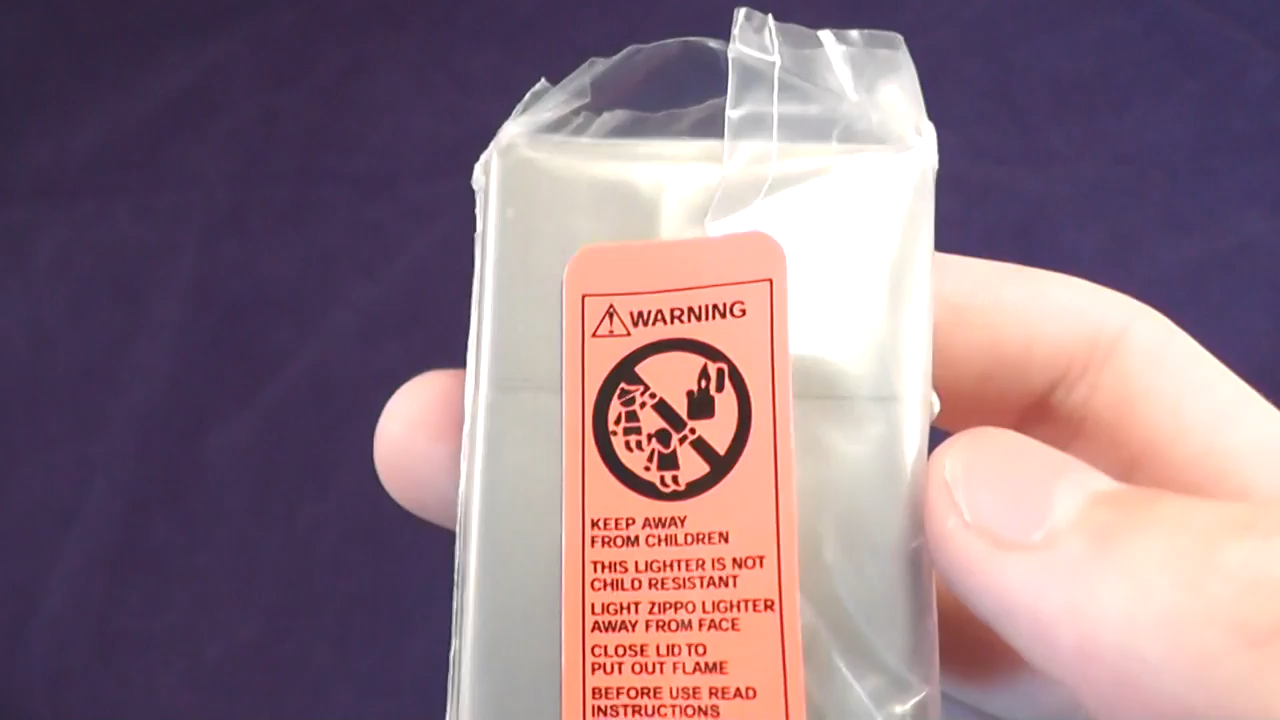 WARNING
KEEP AWAY
FROM CHILDREN
THIS LIGHTER IS NOT
CHILD RESISTANT
LIGHT ZIPPO LIGHTER
AWAY FROM FACE
CLOSE LID TO
PUT OUT FLAME
BEFORE USE READ
INSTRUCTIONS